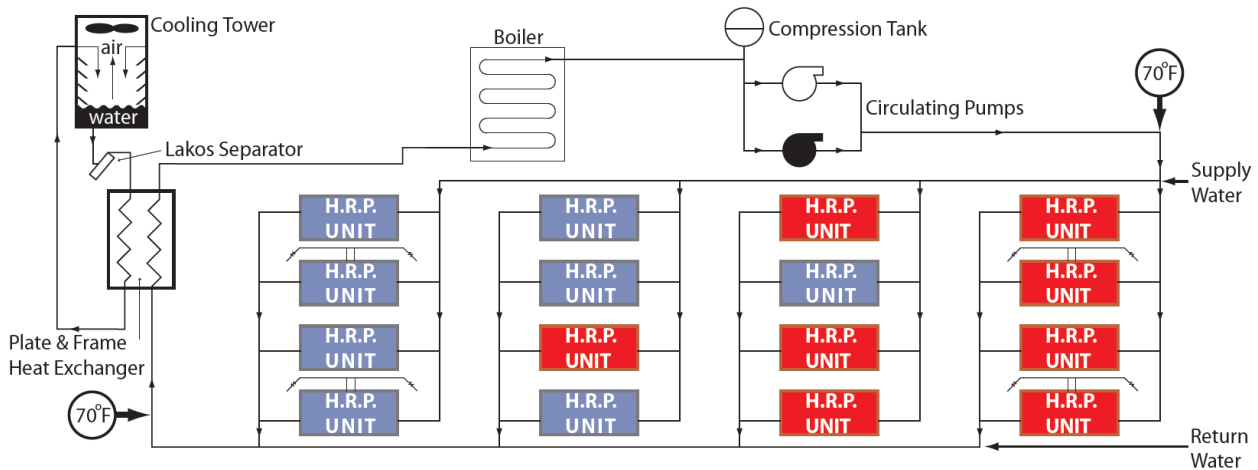 Cooling Tower
air
water
Lakos Separator
Boiler
Compression Tank
Circulating Pumps
70°F
Supply
Water
H.R.P.
UNIT
H.R.P.
UNIT
H.R.P.
UNIT
H.R.P.
UNIT
H.R.P.
UNIT
H.R.P.
UNIT
H.R.P.
UNIT
H.R.P.
UNIT
H.R.P.
UNIT
H.R.P.
UNIT
H.R.P.
UNIT
H.R.P.
UNIT
H.R.P.
UNIT
H.R.P.
UNIT
H.R.P.
UNIT
H.R.P.
UNIT
Plate & Frame
Heat Exchanger
70°F
Return
Water